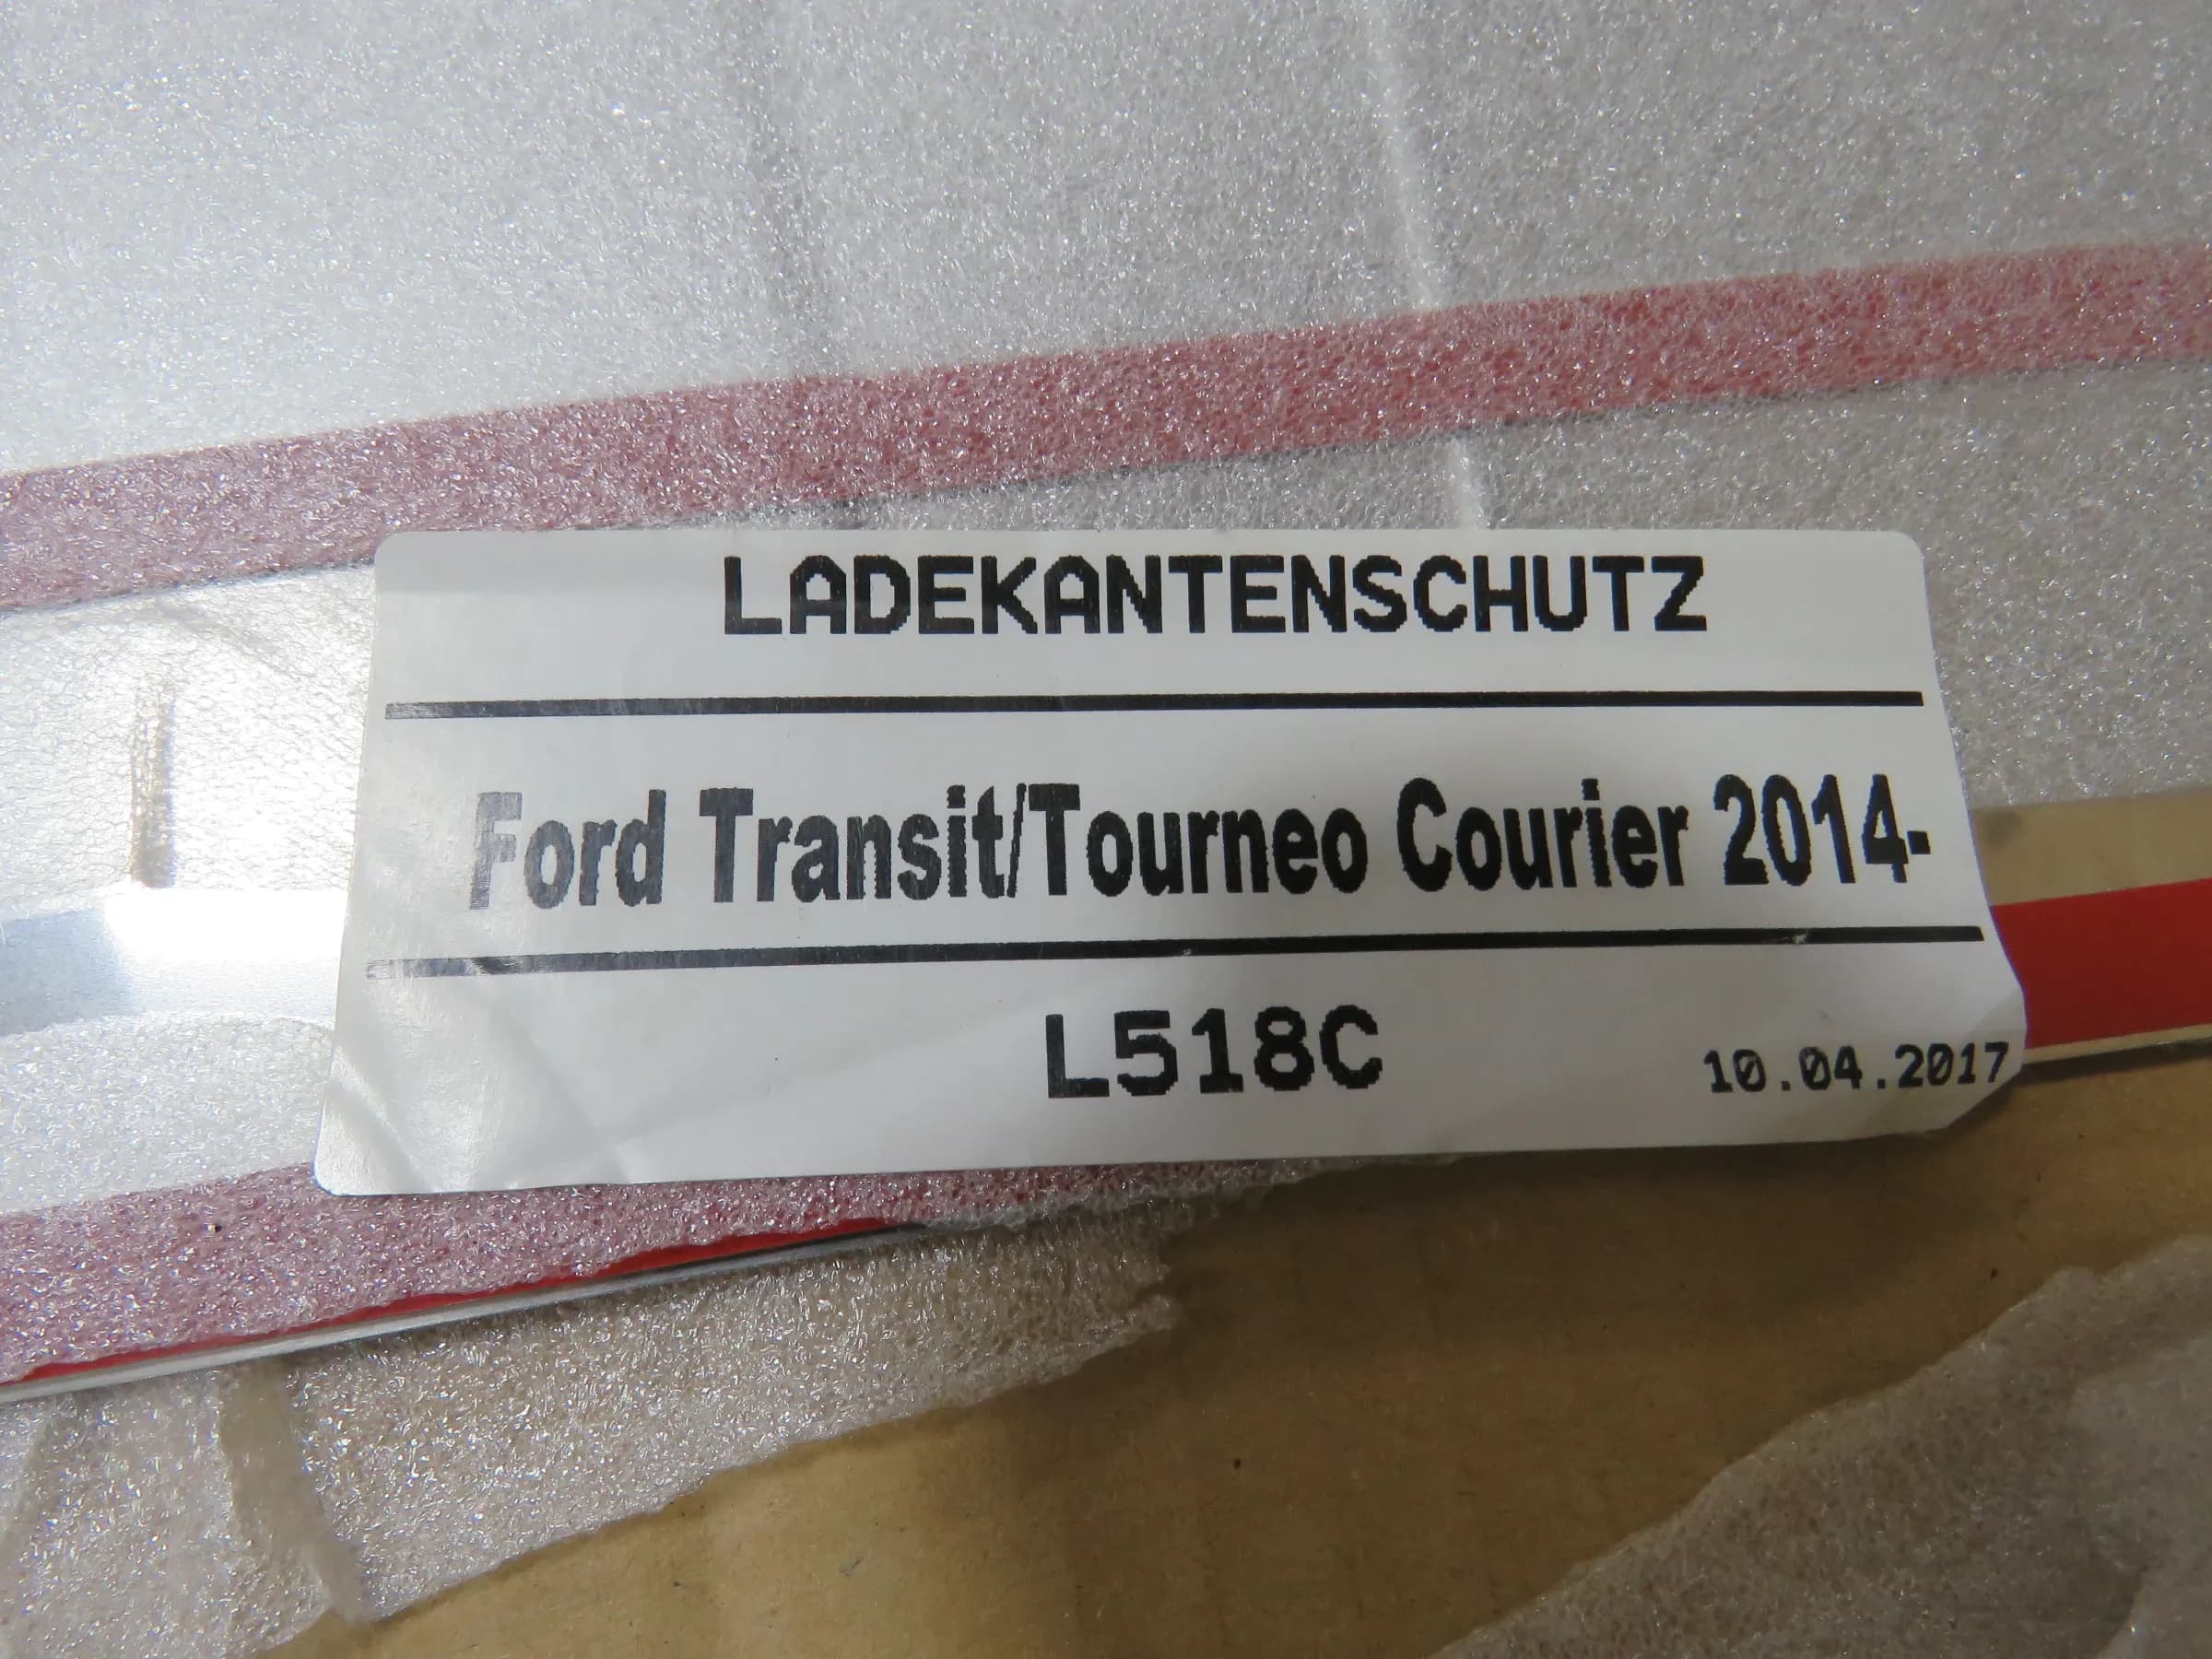 LADEKANTENSCHUTZ
Ford Transit/Tourneo Courier 2014-
L518C
10.04.2017